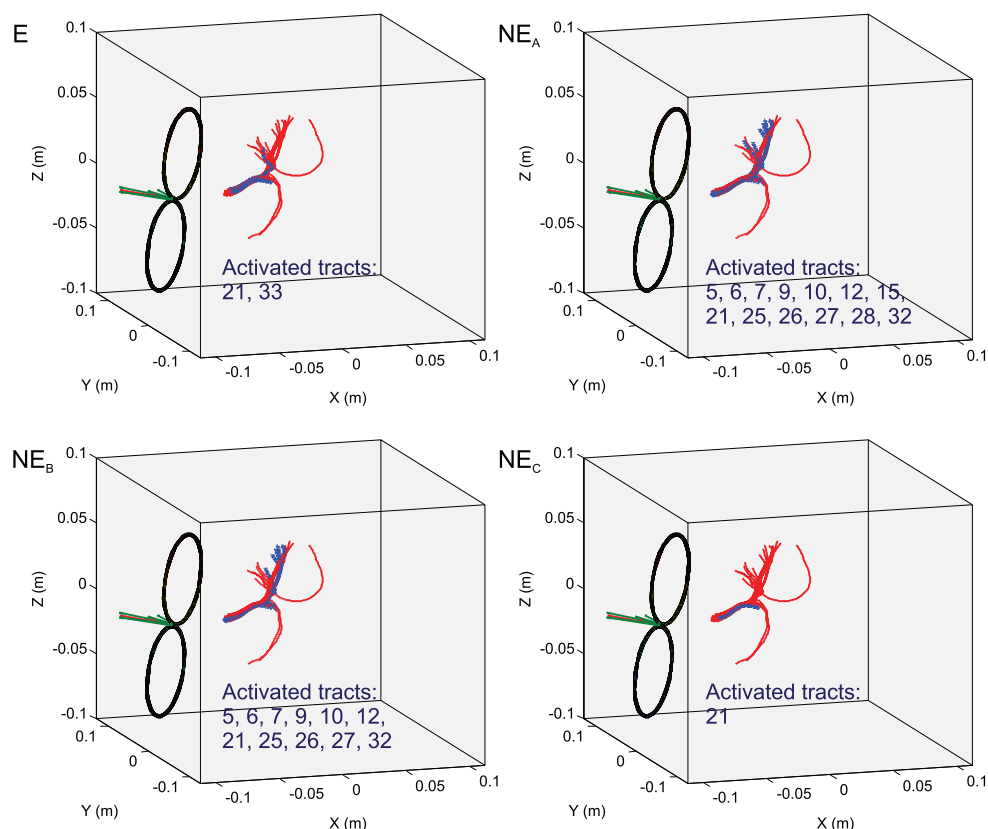 E
0.1
0.05
0
-0.05
-0.1
Z (m)
0.1
0
-0.1
Y (m)
-0.1
-0.05
0
0.05
0.1
X (m)
Activated tracts:
21, 33
NEA
0.1
0.05
0
-0.05
-0.1
Z (m)
0.1
0
-0.1
Y (m)
-0.1
-0.05
0
0.05
0.1
X (m)
Activated tracts:
5, 6, 7, 9, 10, 12, 15,
21, 25, 26, 27, 28, 32
NEB
0.1
0.05
0
-0.05
-0.1
Z (m)
0.1
0
-0.1
Y (m)
-0.1
-0.05
0
0.05
0.1
X (m)
Activated tracts:
5, 6, 7, 9, 10, 12,
21, 25, 26, 27, 32
NEC
0.1
0.05
0
-0.05
-0.1
Z (m)
0.1
0
-0.1
Y (m)
-0.1
-0.05
0
0.05
0.1
X (m)
Activated tracts:
21